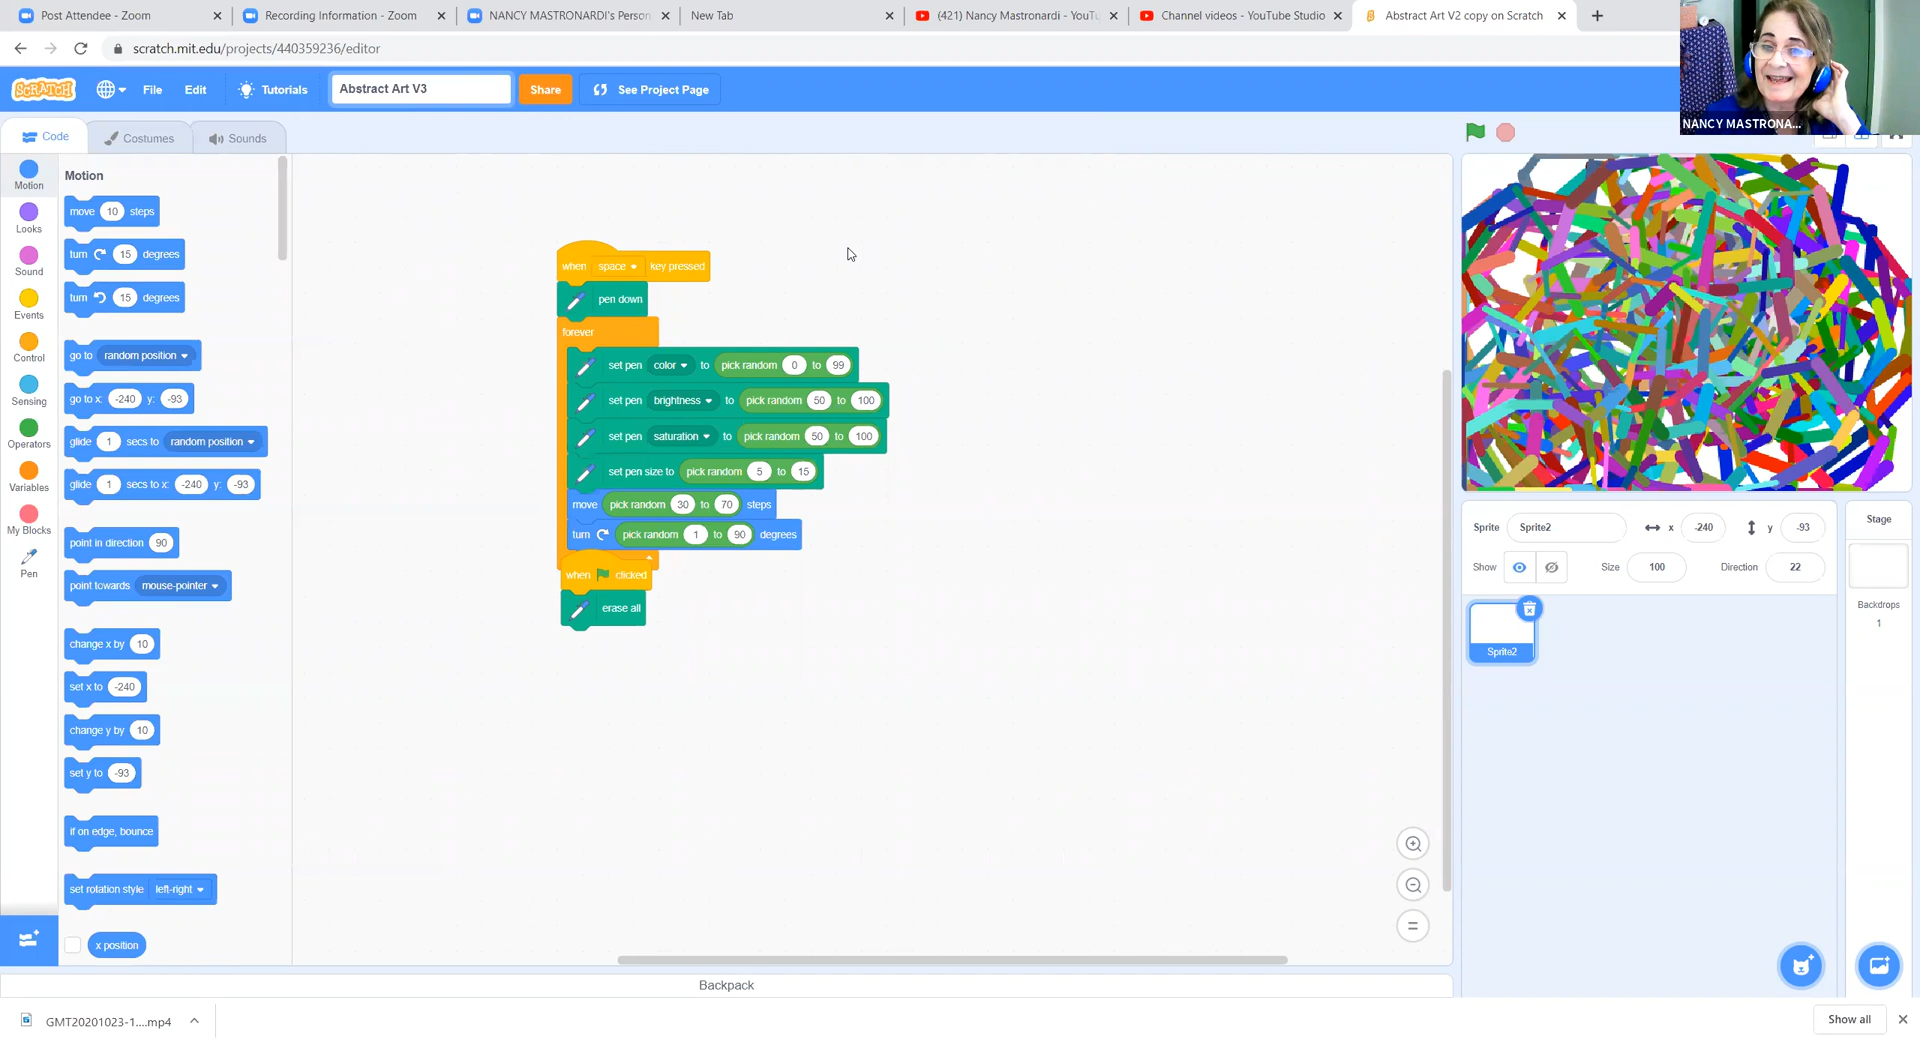 Post Attendee - Zoom
Recording Information - Zoom
NANCY MASTRONARDI's Person
New Tab
(421) Nancy Mastronardi - YouTu
Channel videos - YouTube Studio
Abstract Art V2 copy on Scratch
scratch.mit.edu/projects/440359236/editor
SCRATCH
File
Edit
Tutorials
Abstract Art V3
Share
See Project Page
NANCY MASTRONA...
Code
Costumes
Sounds
Motion
Looks
Sound
Events
Control
Sensing
Operators
Variables
My Blocks
Pen
Motion
move 10 steps
turn 15 degrees
turn 15 degrees
go to random position
go to x: -240 y: -93
glide 1 secs to random position
glide 1 secs to x: -240 y: -93
point in direction 90
point towards mouse-pointer
change x by 10
set x to -240
change y by 10
set y to -93
if on edge, bounce
set rotation style left-right
x position
when space key pressed
pen down
forever
set pen color to pick random 0 to 99
set pen brightness to pick random 50 to 100
set pen saturation to pick random 50 to 100
set pen size to pick random 5 to 15
move pick random 30 to 70 steps
turn pick random 1 to 90 degrees
when clicked
erase all
Sprite Sprite2 x -240 y -93
Show Size 100 Direction 22
Sprite2
Stage
Backdrops
1
Backpack
GMT20201023-1....mp4
Show all